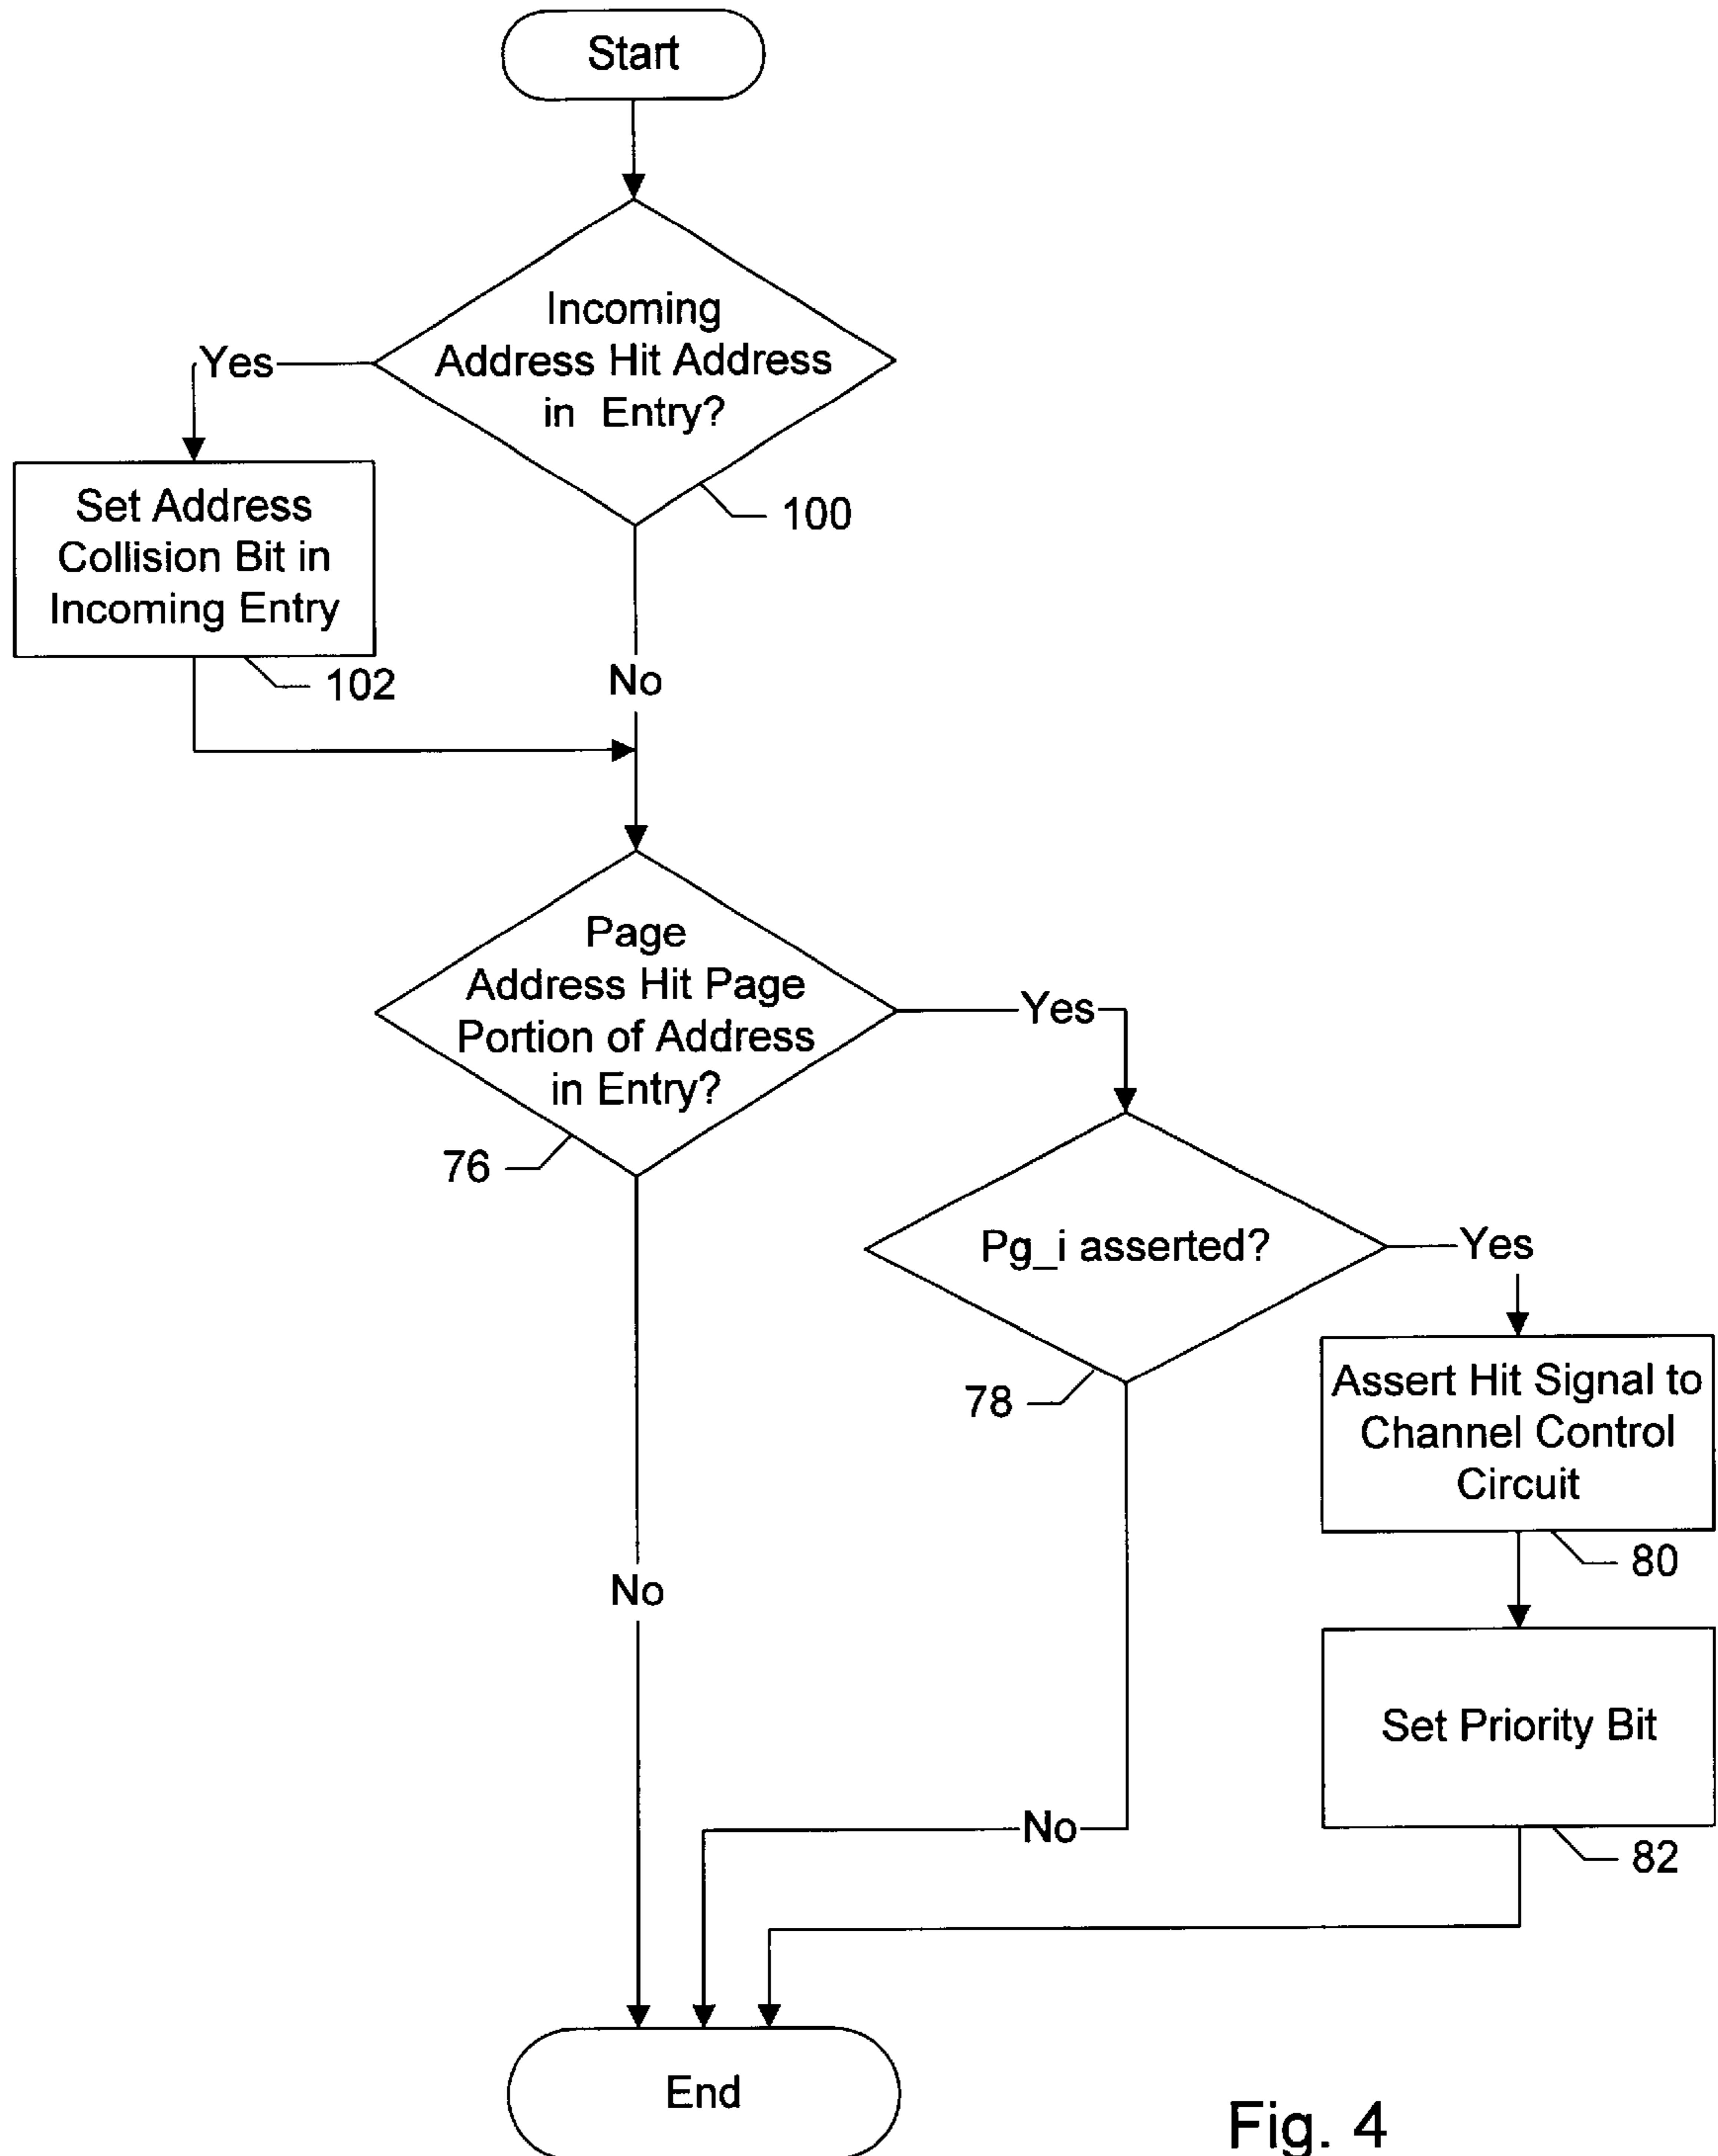 Start
Incoming
Address Hit Address
in Entry?
Yes
100
Set Address
Collision Bit in
Incoming Entry
102
No
Page
Address Hit Page
Portion of Address
in Entry?
Yes
76
Pg_i asserted?
Yes
78
Assert Hit Signal to
Channel Control
Circuit
80
No
Set Priority Bit
No
82
End
Fig. 4